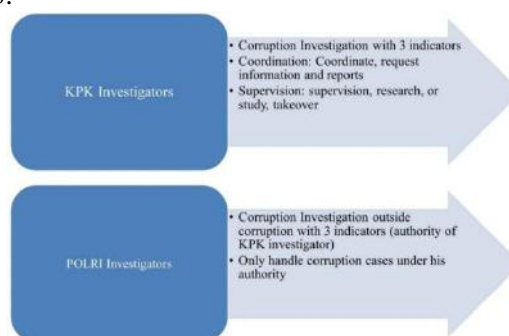 KPK Investigators
• Corruption Investigation with 3 indicators
• Coordination: Coordinate, request
information and reports
• Supervision: supervision, research, or
study, takeover
POLRI Investigators
• Corruption Investigation outside
corruption with 3 indicators (authority of
KPK investigator)
• Only handle corruption cases under his
authority